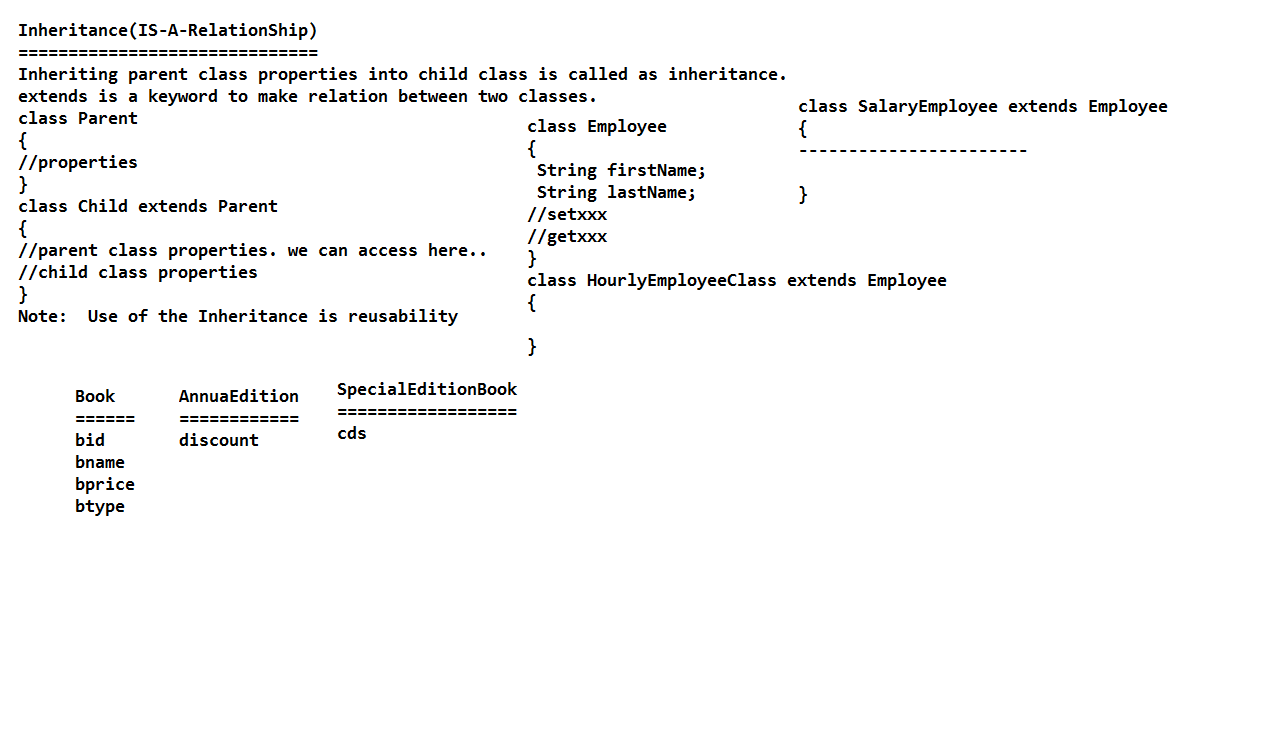 Inheritance(IS-A-RelationShip)
==============================
Inheriting parent class properties into child class is called as inheritance.
extends is a keyword to make relation between two classes.
class Parent
{
//properties
}
class Child extends Parent
{
//parent class properties. we can access here..
//child class properties
}
Note:  Use of the Inheritance is reusability
class Employee
{
 String firstName;
 String lastName;
//setxxx
//getxxx
}
class HourlyEmployeeClass extends Employee
{

}
class SalaryEmployee extends Employee
{
-----------------------

}
Book
======
bid
bname
bprice
btype
AnnuaEdition
============
discount
SpecialEditionBook
==================
cds